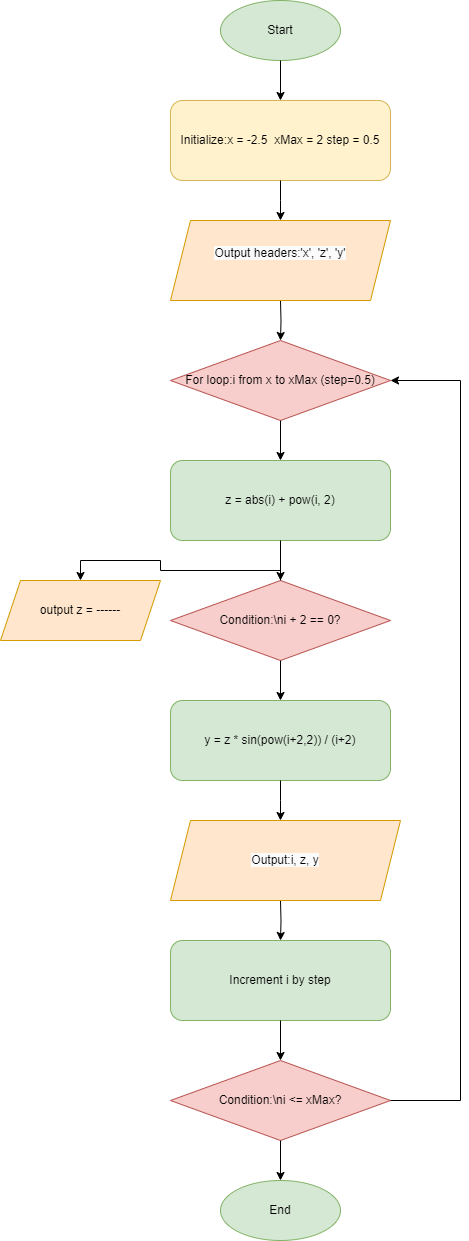 Start
Initialize:x = -2.5  xMax = 2 step = 0.5
Output headers:'x', 'z', 'y'
For loop:i from x to xMax (step=0.5)
z = abs(i) + pow(i, 2)
output z = ------
Condition:\ni + 2 == 0?
y = z * sin(pow(i+2,2)) / (i+2)
Output:i, z, y
Increment i by step
Condition:\ni <= xMax?
End